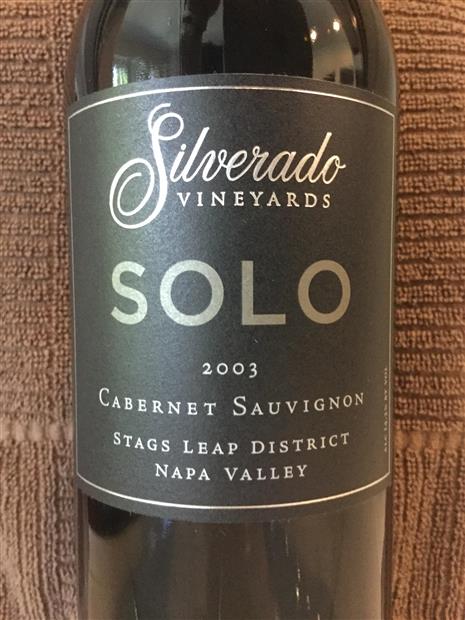 Silverado
VINEYARDS
SOLO
2003
CABERNET SAUVIGNON
STAGS LEAP DISTRICT
NAPA VALLEY